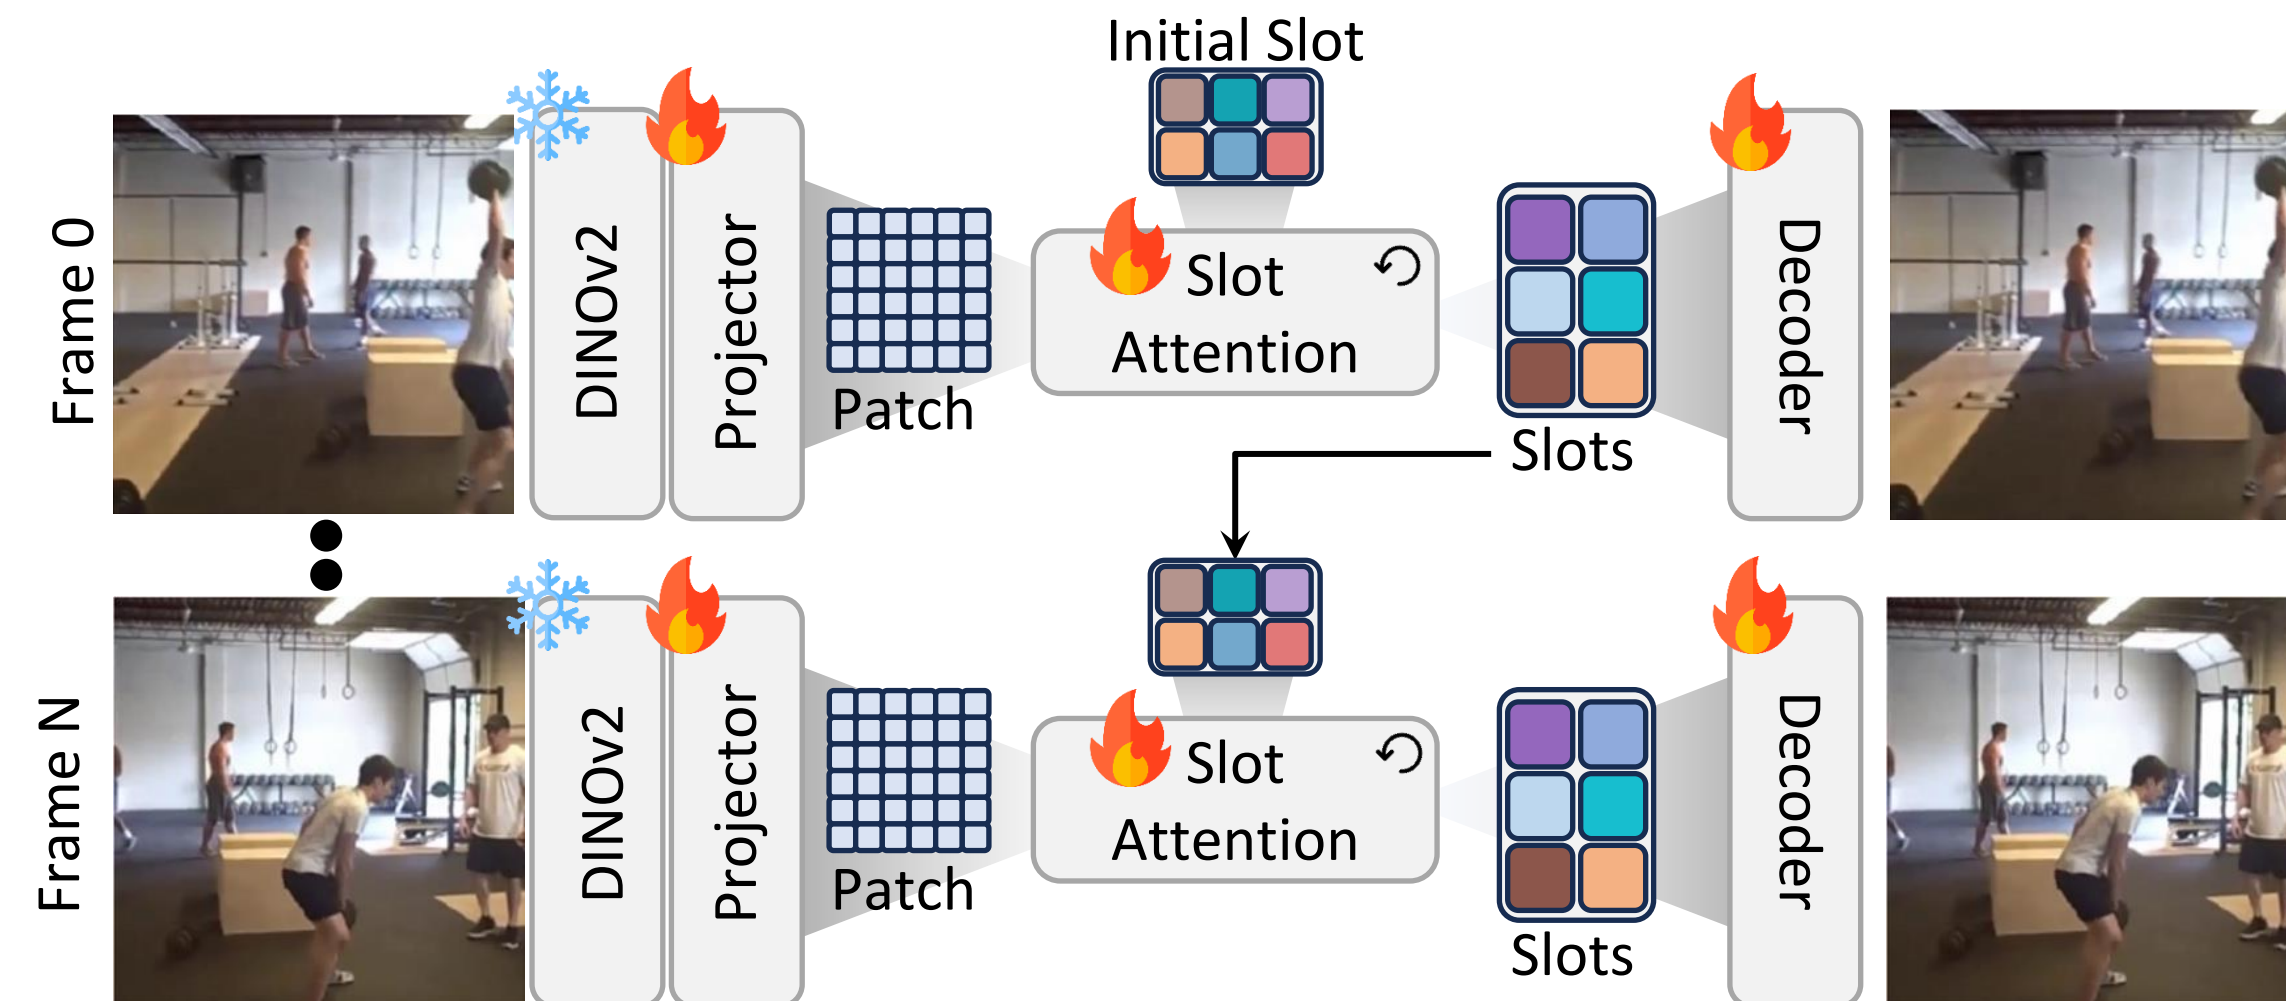 Initial Slot
Frame 0
DINOv2
Projector
Patch
Slot
Attention
Slots
Decoder
Frame N
DINOv2
Projector
Patch
Slot
Attention
Slots
Decoder